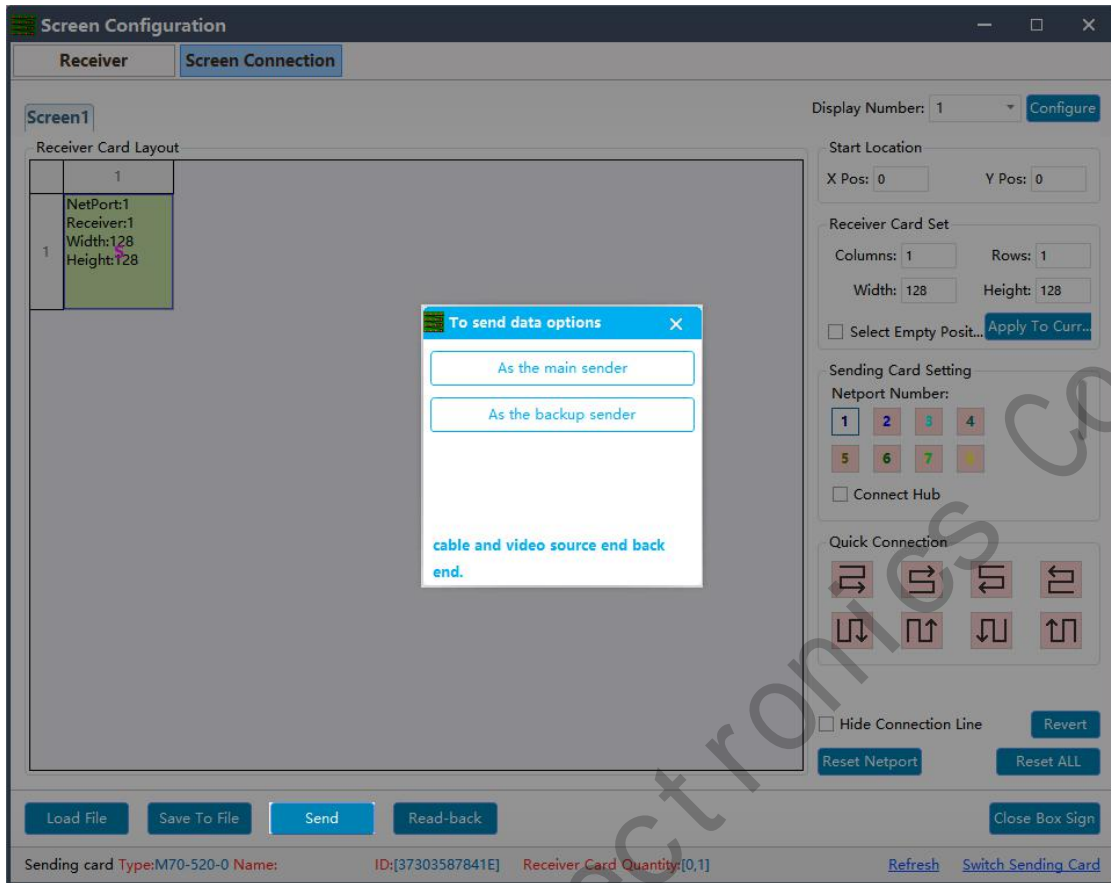 Screen Configuration
Receiver Screen Connection
Screen1
Display Number: 1 Configure
Receiver Card Layout
1
1
NetPort:1
Receiver:1
Width:128
Height:128
S
Start Location
X Pos: 0 Y Pos: 0
Receiver Card Set
Columns: 1 Rows: 1
Width: 128 Height: 128
Select Empty Posit... Apply To Curr...
Sending Card Setting
Netport Number:
1 2 3 4
5 6 7 8
Connect Hub
Quick Connection
Hide Connection Line Revert
Reset Netport Reset ALL
To send data options
As the main sender
As the backup sender
cable and video source end back
end.
Load File Save To File Send Read-back Close Box Sign
Sending card Type:M70-520-0 Name: ID:[37303587841E] Receiver Card Quantity:[0,1] Refresh Switch Sending Card
ectronics Co